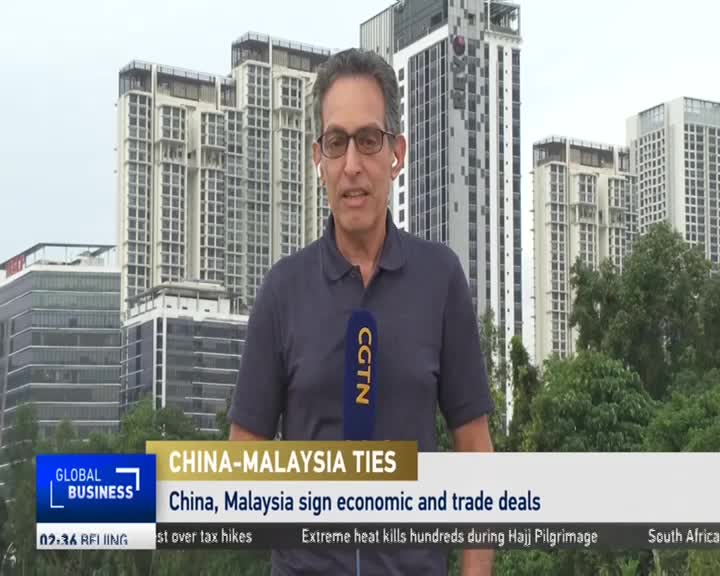 CGTN
CHINA-MALAYSIA TIES
GLOBAL
BUSINESS
China, Malaysia sign economic and trade deals
02:36 BEIJING
st over tax hikes Extreme heat kills hundreds during Hajj Pilgrimage South Africa